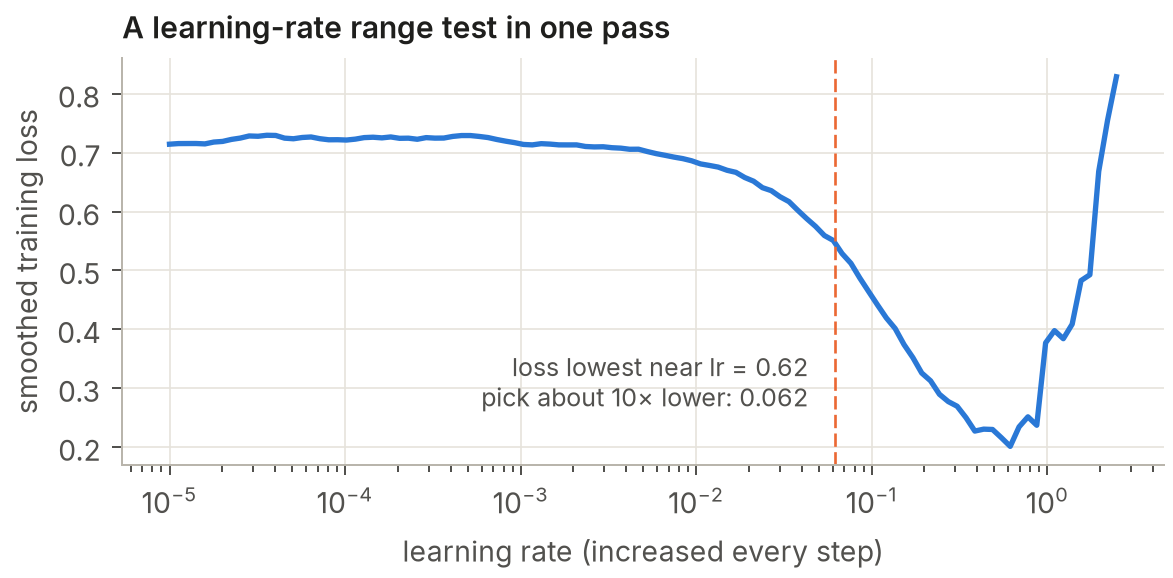 A learning-rate range test in one pass
smoothed training loss
0.8
0.7
0.6
0.5
0.4
0.3
0.2
loss lowest near lr = 0.62
pick about 10× lower: 0.062
10⁻⁵ 10⁻⁴ 10⁻³ 10⁻² 10⁻¹ 10⁰
learning rate (increased every step)